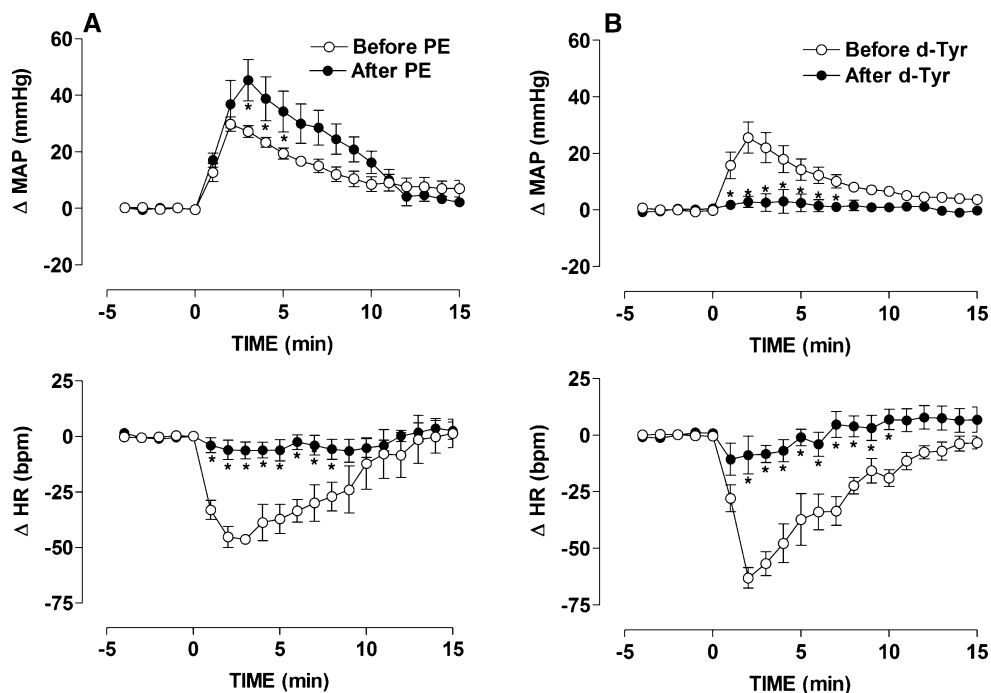 A
Before PE
After PE
Δ MAP (mmHg)
60
40
20
0
-20
* * *
-5 0 5 10 15
TIME (min)
Δ HR (bpm)
25
0
-25
-50
-75
* * * * * * * *
-5 0 5 10 15
TIME (min)
B
Before d-Tyr
After d-Tyr
Δ MAP (mmHg)
60
40
20
0
-20
* * * * * * *
-5 0 5 10 15
TIME (min)
Δ HR (bpm)
25
0
-25
-50
-75
* * * * * * * * *
-5 0 5 10 15
TIME (min)